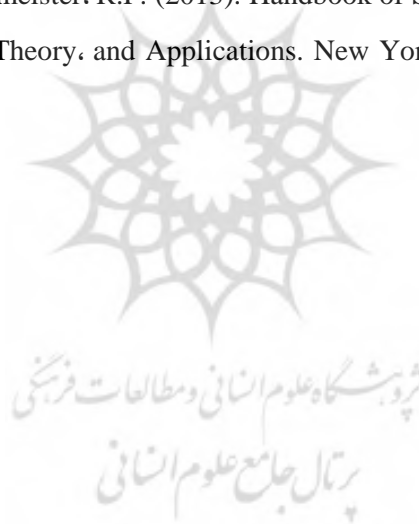 meister، R.F. (2013). Handbook of s
Theory، and Applications. New Yor
پژوهشگاه علوم انسانی و مطالعات فرهنگی
پرتال جامع علوم انسانی